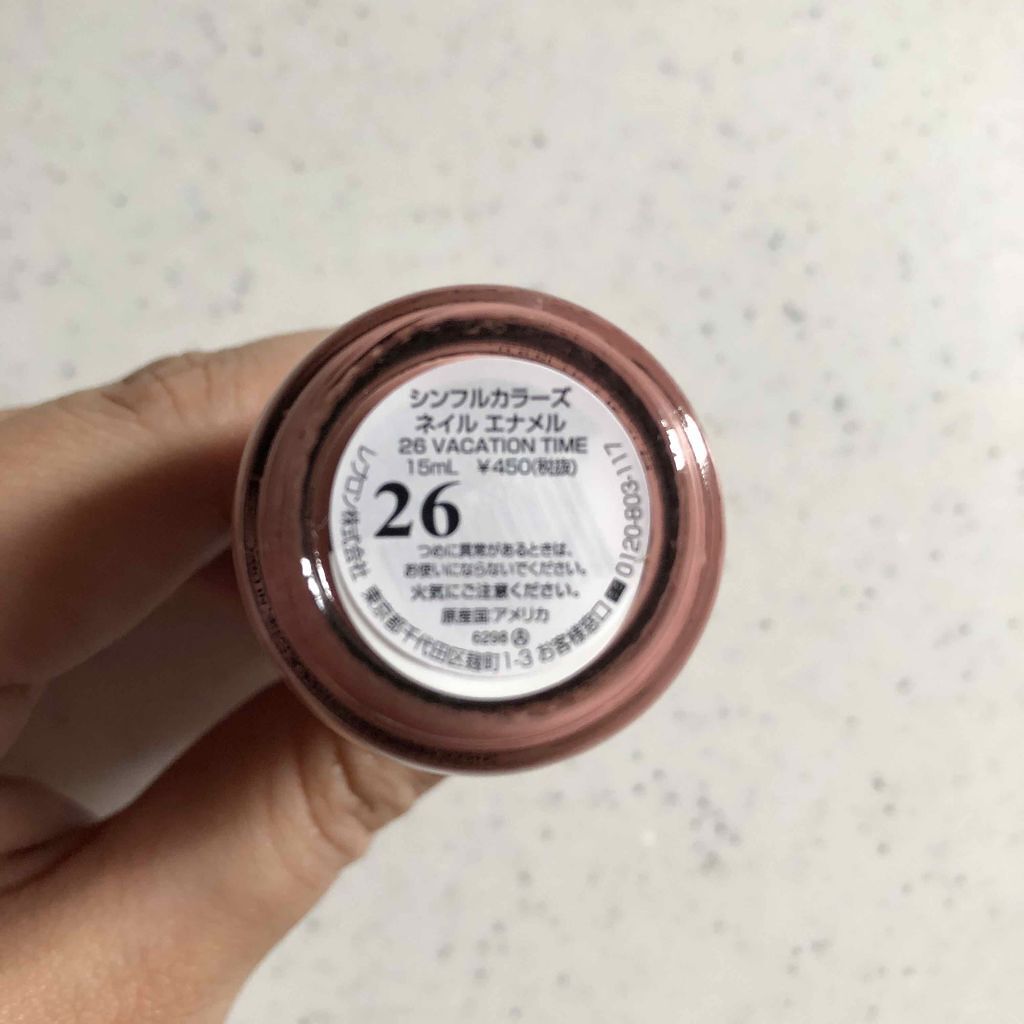 シンフルカラーズ
ネイル エナメル
26 VACATION TIME
15mL ¥450(税抜)
26
つめに異常があるときは、
お使いにならないでください。
火気にご注意ください。
原産国:アメリカ
6298 Ⓐ
レブロン株式会社 東京都千代田区麹町1-3 お客様窓口 0120-803-117